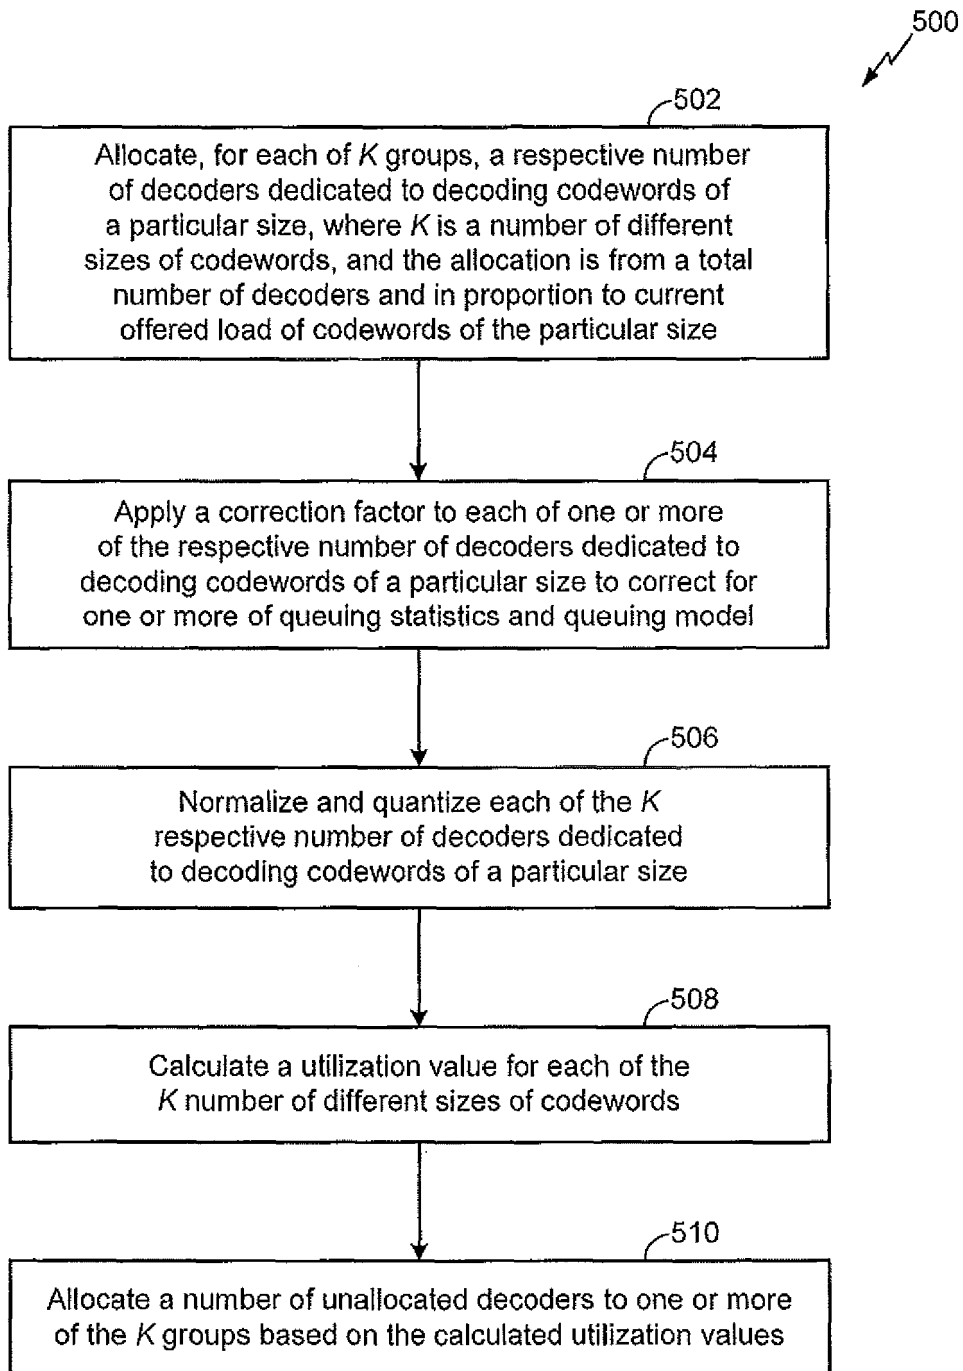 500
502
Allocate, for each of K groups, a respective number
of decoders dedicated to decoding codewords of
a particular size, where K is a number of different
sizes of codewords, and the allocation is from a total
number of decoders and in proportion to current
offered load of codewords of the particular size
504
Apply a correction factor to each of one or more
of the respective number of decoders dedicated to
decoding codewords of a particular size to correct for
one or more of queuing statistics and queuing model
506
Normalize and quantize each of the K
respective number of decoders dedicated
to decoding codewords of a particular size
508
Calculate a utilization value for each of the
K number of different sizes of codewords
510
Allocate a number of unallocated decoders to one or more
of the K groups based on the calculated utilization values